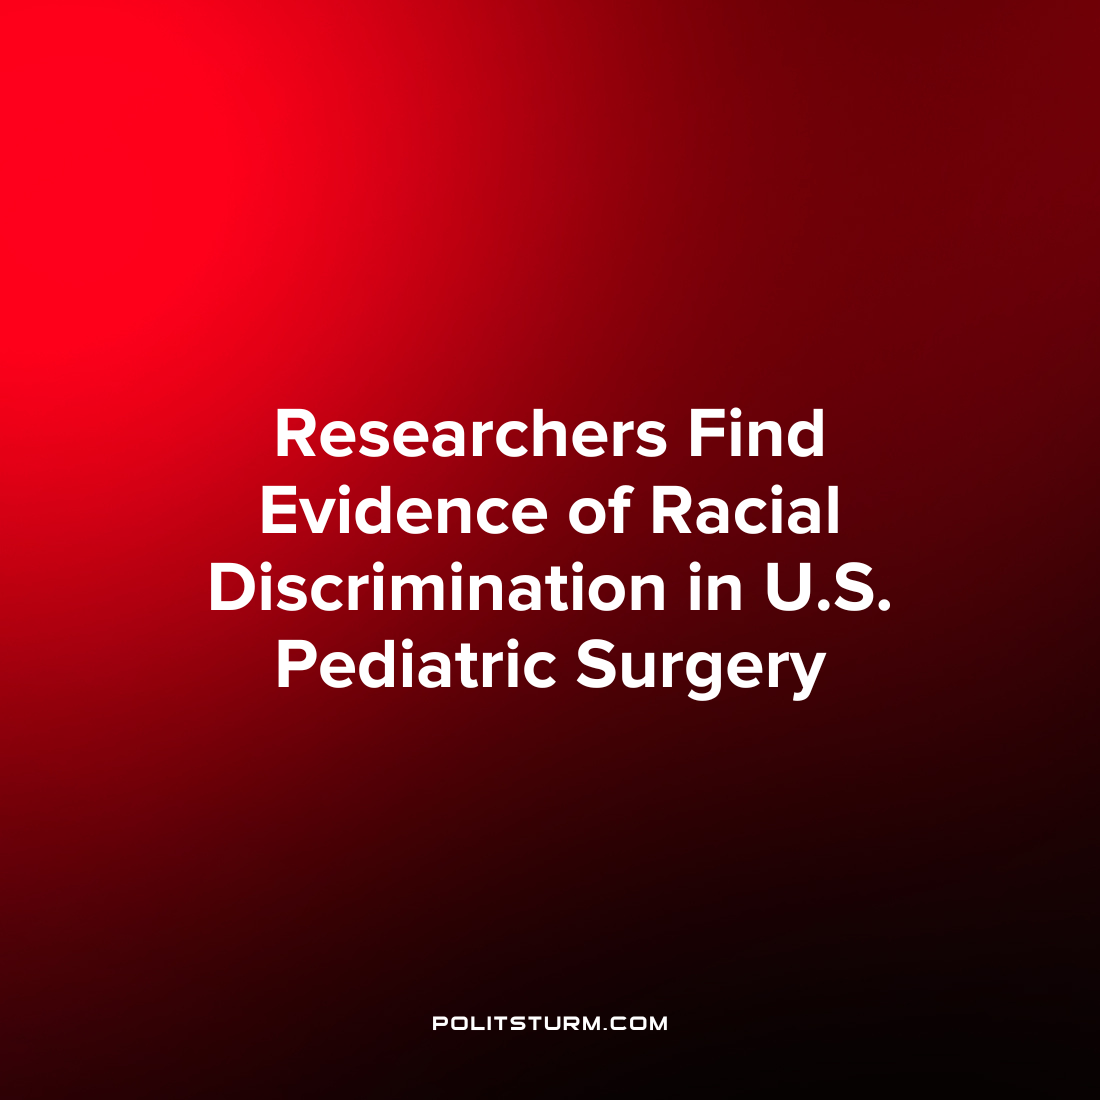 Researchers Find
Evidence of Racial
Discrimination in U.S.
Pediatric Surgery
POLITSTURM.COM